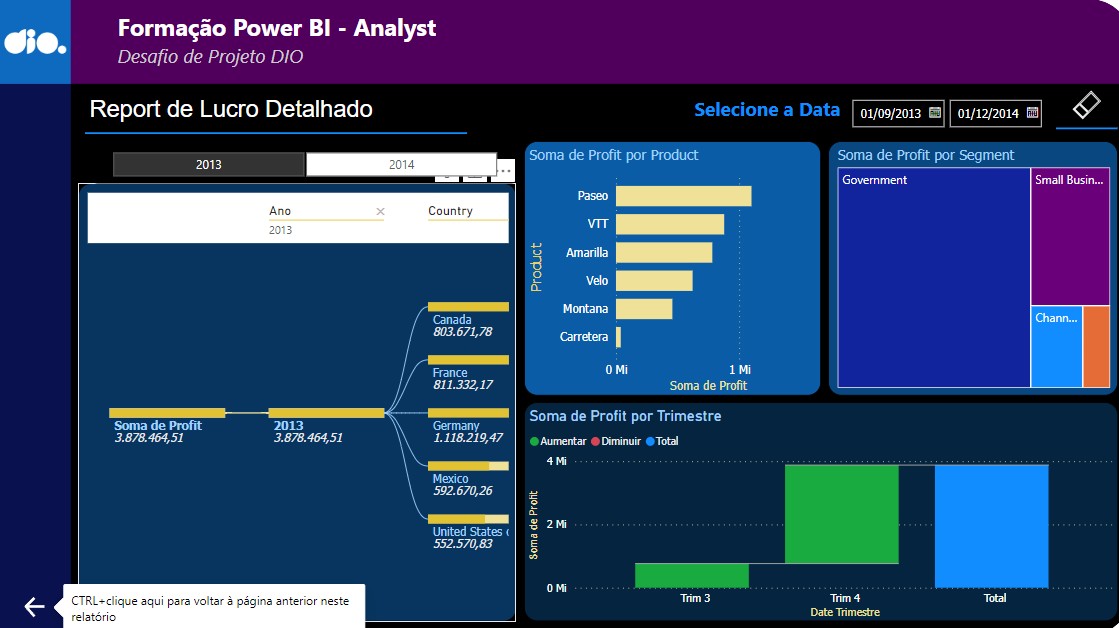 dio.
Formação Power BI - Analyst
Desafio de Projeto DIO
Report de Lucro Detalhado
Selecione a Data
01/09/2013
01/12/2014
2013
2014
Ano
Country
2013
Soma de Profit
3.878.464,51
2013
3.878.464,51
Canada
803.671,78
France
811.332,17
Germany
1.118.219,47
Mexico
592.670,26
United States
552.570,83
Soma de Profit por Product
Product
Paseo
VTT
Amarilla
Velo
Montana
Carretera
0 Mi
1 Mi
Soma de Profit
Soma de Profit por Segment
Government
Small Busin...
Chann...
Soma de Profit por Trimestre
Aumentar
Diminuir
Total
Soma de Profit
4 Mi
2 Mi
0 Mi
Trim 3
Trim 4
Total
Date Trimestre
CTRL+clique aqui para voltar à página anterior neste
relatório